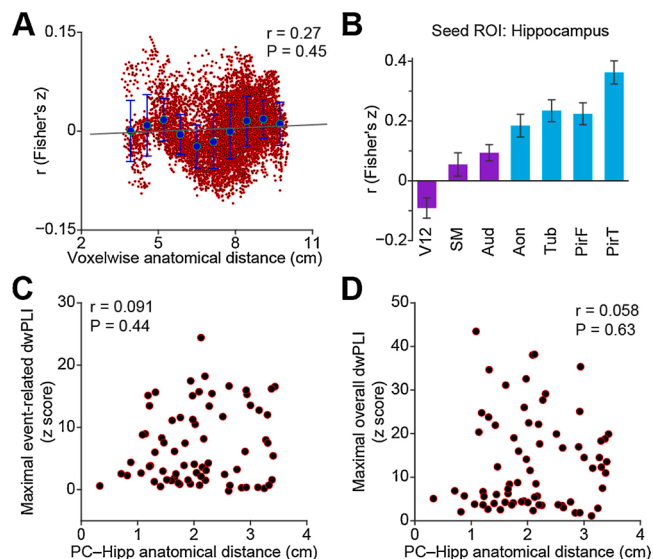 A
0.15
r = 0.27
P = 0.45
r (Fisher's z)
0
−0.15
2
5
8
11
Voxelwise anatomical distance (cm)
B
Seed ROI: Hippocampus
0.4
0.2
0
−0.2
r (Fisher's z)
V12
SM
Aud
Aon
Tub
PirF
PirT
C
30
r = 0.091
P = 0.44
20
10
0
Maximal event-related dwPLI
(z score)
0
1
2
3
4
PC–Hipp anatomical distance (cm)
D
50
r = 0.058
P = 0.63
40
30
20
10
0
Maximal overall dwPLI
(z score)
0
1
2
3
4
PC–Hipp anatomical distance (cm)